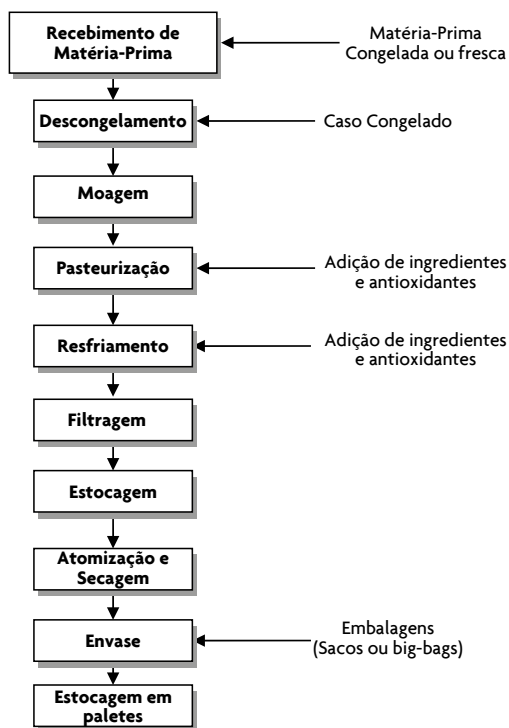 Recebimento de
Matéria-Prima
Matéria-Prima
Congelada ou fresca
Descongelamento
Caso Congelado
Moagem
Pasteurização
Adição de ingredientes
e antioxidantes
Resfriamento
Adição de ingredientes
e antioxidantes
Filtragem
Estocagem
Atomização e
Secagem
Envase
Embalagens
(Sacos ou big-bags)
Estocagem em
paletes